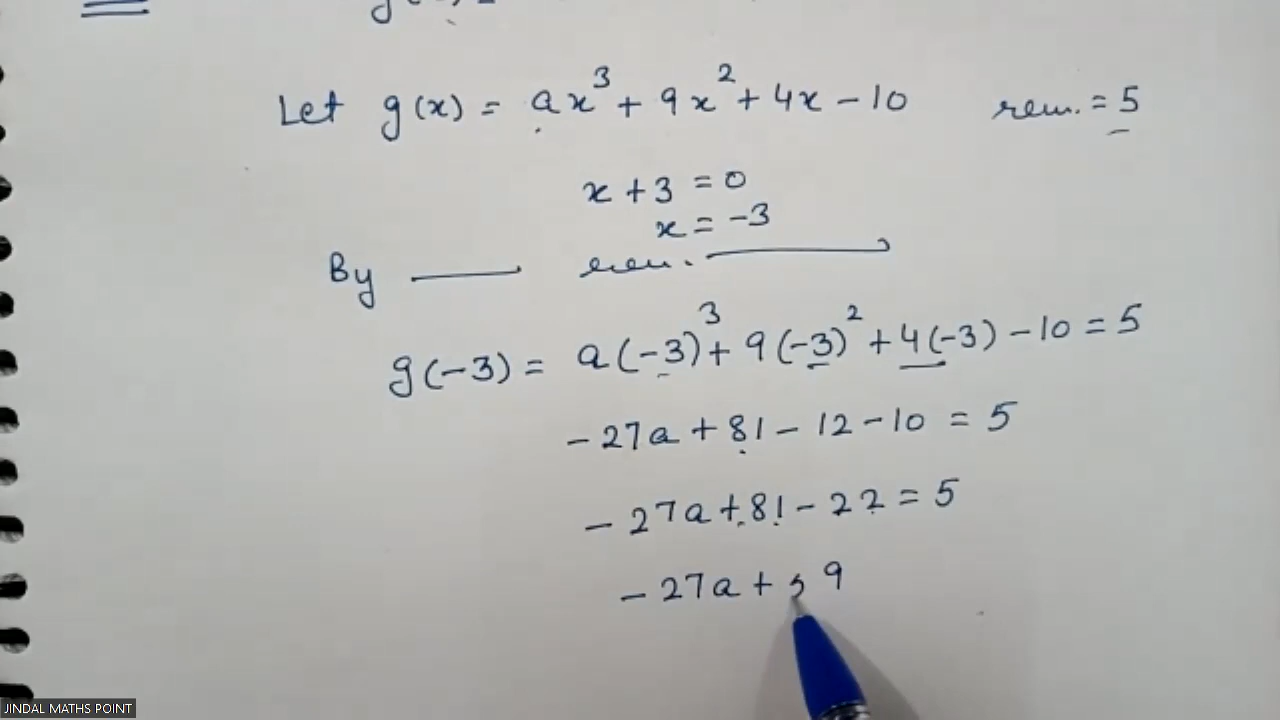 Let g(x) = ax³ + 9x² + 4x - 10 rem. = 5
x + 3 = 0
x = -3
By rem.
g(-3) = a(-3)³ + 9(-3)² + 4(-3) - 10 = 5
- 27a + 81 - 12 - 10 = 5
- 27a + 81 - 22 = 5
- 27a + 59
JINDAL MATHS POINT